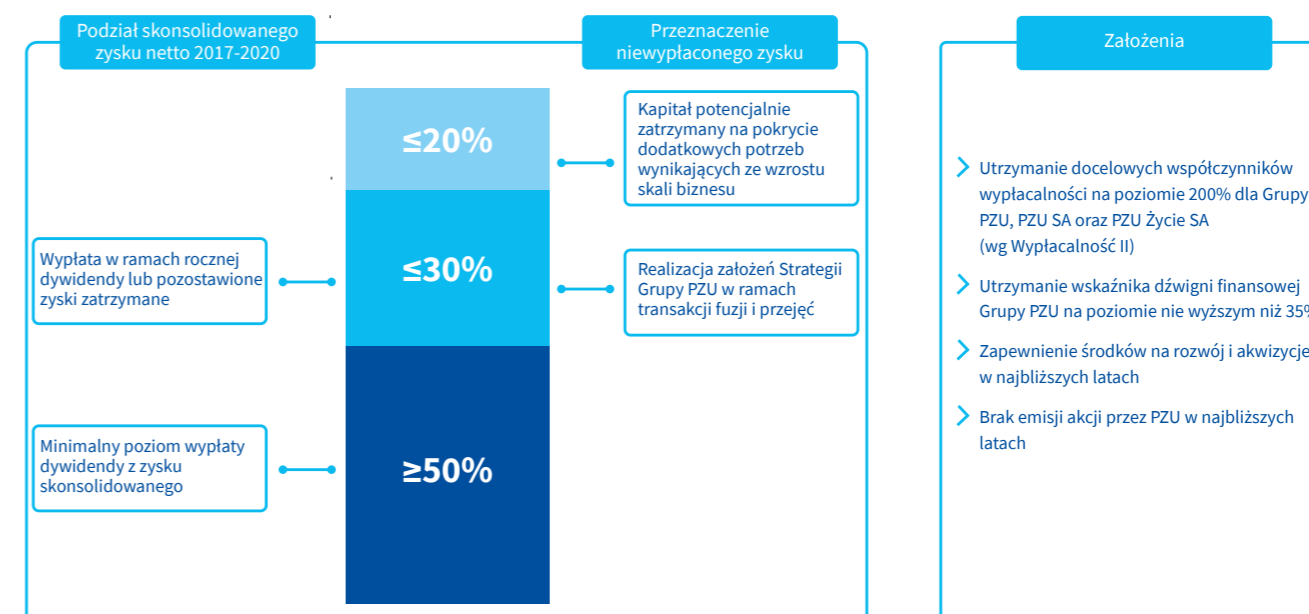 Podział skonsolidowanego
zysku netto 2017-2020
Przeznaczenie
niewypłaconego zysku
≤20%
Kapitał potencjalnie
zatrzymany na pokrycie
dodatkowych potrzeb
wynikających ze wzrostu
skali biznesu
Wypłata w ramach rocznej
dywidendy lub pozostawione
zyski zatrzymane
≤30%
Realizacja założeń Strategii
Grupy PZU w ramach
transakcji fuzji i przejęć
Minimalny poziom wypłaty
dywidendy z zysku
skonsolidowanego
≥50%
Założenia
Utrzymanie docelowych współczynników
wypłacalności na poziomie 200% dla Grupy
PZU, PZU SA oraz PZU Życie SA
(wg Wypłacalność II)
Utrzymanie wskaźnika dźwigni finansowej
Grupy PZU na poziomie nie wyższym niż 35%
Zapewnienie środków na rozwój i akwizycje
w najbliższych latach
Brak emisji akcji przez PZU w najbliższych
latach